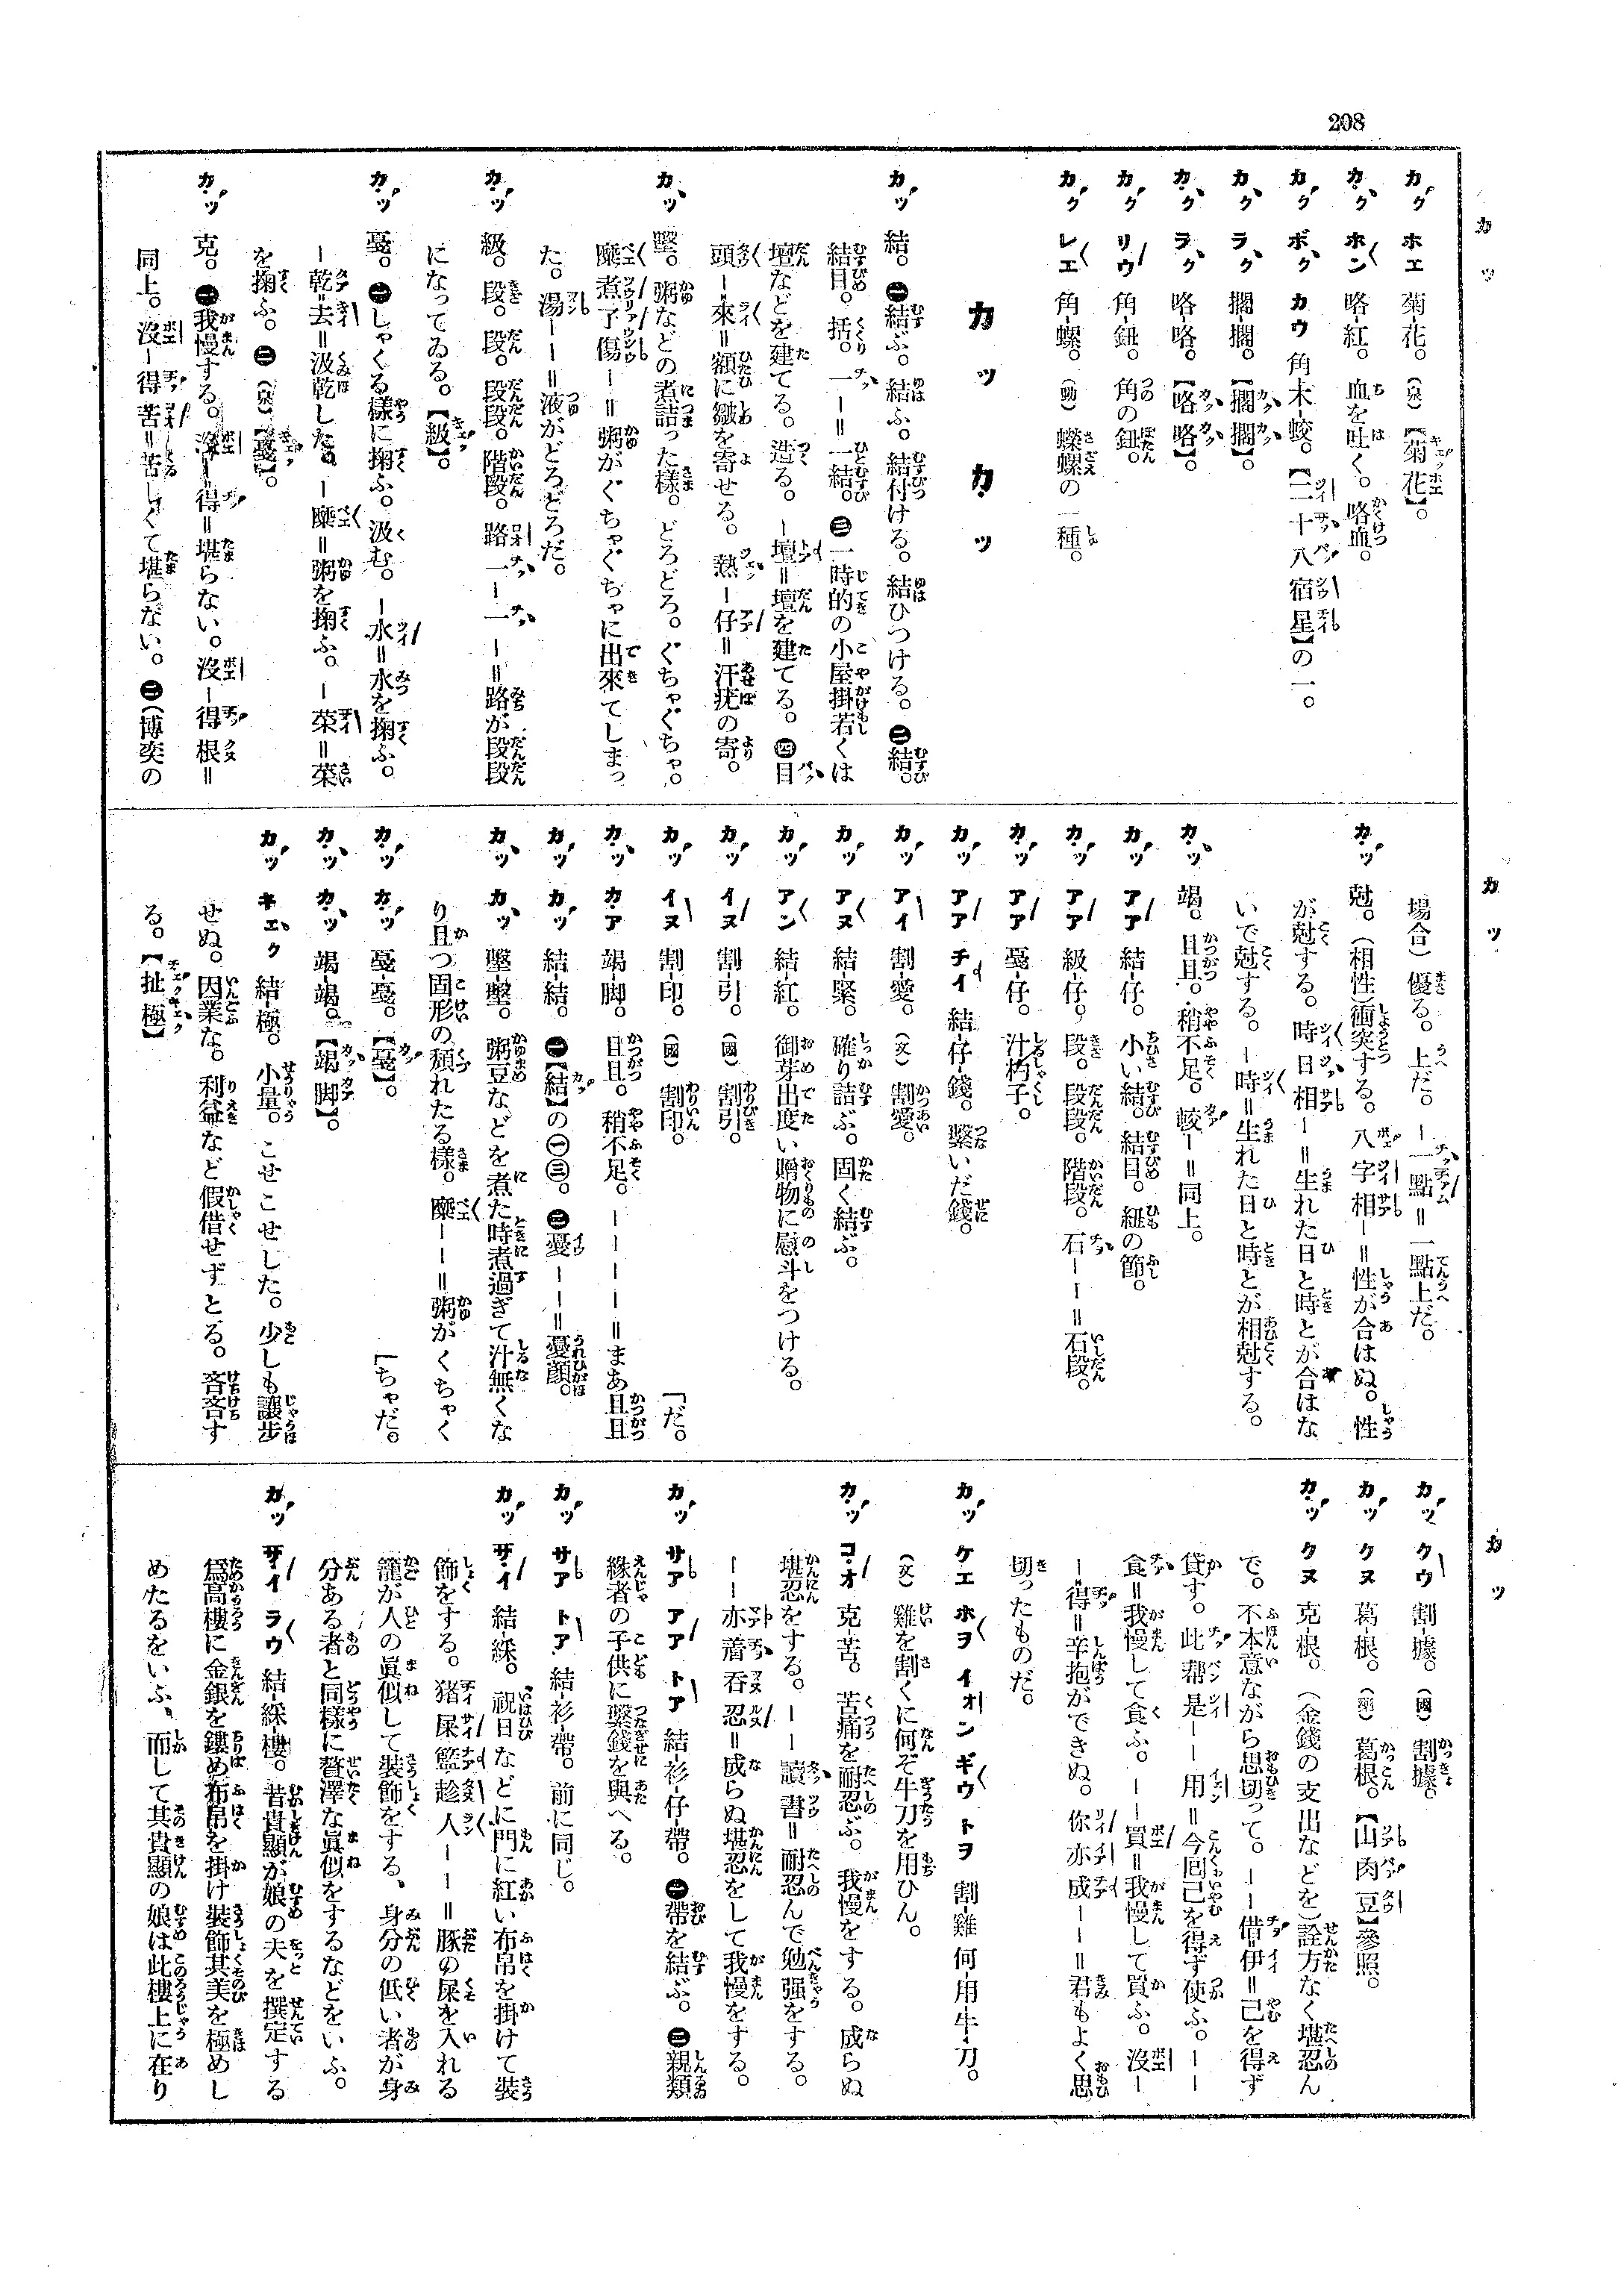 208
カッ
カク ホエ 菊-花。(泉)【菊花】。
カク ホン 咯-紅。血を吐く。咯血。
カク ボク カウ 角-木-蛟。【二十八宿星】の一。
カク ラク 擱-擱。【擱擱】。
カク ラク 咯-咯。【咯咯】。
カク リウ 角-鈕。角の鈕。
カク レエ 角-螺。(動)蠑螺の一種。
カッ カッ
カッ 結。㊀結ぶ。結ふ。結付ける。結ひつける。㊁結。
結目。括。一ー=一結。㊂一時的の小屋掛若くは
壇などを建てる。造る。ー壇=壇を建てる。㊃目
頭ー來=額に皺を寄せる。熱ー仔=汗疣の寄。
カッ 墾。粥などの煮詰った樣。どろどろ。ぐちゃぐちゃ。
糜煮了傷ー=粥がぐちゃぐちゃに出來てしまっ
た。湯ーー=液がどろどろだ。
カッ 級。段。段。段段。階段。路一ー一ー=路が段段
になってゐる。【級】。
カッ 戞。㊀しゃくる樣に掬ふ。汲む。ー水=水を掬ふ。
ー乾去=汲乾した。ー糜=粥を掬ふ。ー菜=菜
を掬ふ。㊁(泉)【戞】。
カッ 克。㊀我慢する。沒ー得=堪らない。沒ー得根=
同上。沒ー得苦=苦しくて堪らない。㊁(博奕の
カッ
場合)優る。上だ。ー一點=一點上だ。
カッ 尅。(相性)衝突する。八字相ー=性が合はぬ。性
が尅する。時日相ー=生れた日と時とが合はな
いで尅する。ー時=生れた日と時とが相尅する。
カッ 竭。且且。稍不足。峧ー=同上。
カッ アア 結-仔。小い結。結目。紐の節。
カッ アア 級-仔。段。段段。階段。石ーー=石段。
カッ アア 戞-仔。汁杓子。
カッ アア チイ 結-仔-錢。繫いだ錢。
カッ アイ 割-愛。(文)割愛。
カッ アヌ 結-緊。確り詰ぶ。固く結ぶ。
カッ アン 結-紅。御芽出度い贈物に慰斗をつける。
カッ イヌ 割-引。(國)割引。
カッ イヌ 割-印。(國)割印。 「だ。
カッ カア 竭-脚。且且。稍不足。ーーーーー=まあ且且
カッ カッ 結-結。㊀【結】の㊀㊂。㊁憂ーー=憂顔。
カッ カッ 墾-墾。粥豆などを煮た時煮過ぎて汁無くな
り且つ固形の頽れたる樣。糜ーー=粥がくちゃく
カッ カッ 戞-戞。【戞】。 「ちゃだ。
カッ カッ 竭-竭。【竭脚】。
カッ キェク 結-極。小量。こせこせした。少しも讓歩
せぬ。因業な。利益など假借せずとる。吝吝す
る。【扯極】
カッ
カッ クウ 割-據。(國)割據。
カッ クヌ 葛-根。(藥)葛根。【山肉豆】參照。
カッ クヌ 克-根。(金錢の支出などを)詮方なく堪忍ん
で。不本意ながら思切って。ーー借伊=已を得ず
貸す。此帮是ーー用=今囘已を得ず使ふ。ーー
食=我慢して食ふ。ーー買=我慢して買ふ。沒ー
ー得=辛抱ができぬ。你亦成ーー=君もよく思
切ったものだ。
カッ ケエ ホヲ イオン ギウ トヲ 割-雞 何-用-牛-刀。
(文)雞を割くに何ぞ牛刀を用ひん。
カッ コオ 克-苦。苦痛を耐忍ぶ。我慢をする。成らぬ
堪忍をする。ーー讀書=耐忍んで勉强をする。
ーー亦着吞忍=成らぬ堪忍をして我慢をする。
カッ サア アア トア 結-衫-仔-帶。㊀帶を結ぶ。㊁親類
緣者の子供に繫錢を與へる。
カッ サア トア 結-衫-帶。前に同じ。
カッ ザイ 結-綵。祝日などに門に紅い布帛を掛けて裝
飾をする。猪屎籃趁人ーー=豚の屎を入れる
籠が人の眞似して裝飾をする、身分の低い者が身
分ある者と同樣に贅澤な眞似をするなどをいふ。
カッ ザイ ラウ 結-綵-樓。昔貴顯が娘の夫を撰定する
爲高樓に金銀を鏤め布帛を掛け裝飾其美を極めし
めたるをいふ、而して其貴顯の娘は此樓上に在り